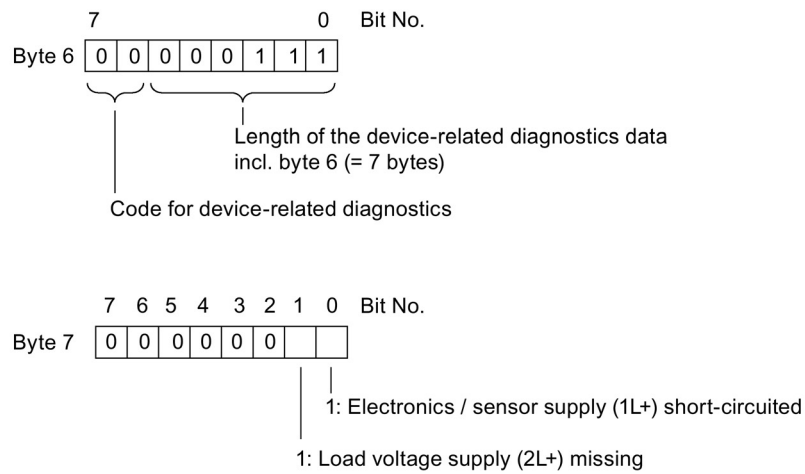 7 0 Bit No.
Byte 6 0 0 0 0 0 1 1 1
Length of the device-related diagnostics data
incl. byte 6 (= 7 bytes)
Code for device-related diagnostics
7 6 5 4 3 2 1 0 Bit No.
Byte 7 0 0 0 0 0 0
1: Electronics / sensor supply (1L+) short-circuited
1: Load voltage supply (2L+) missing